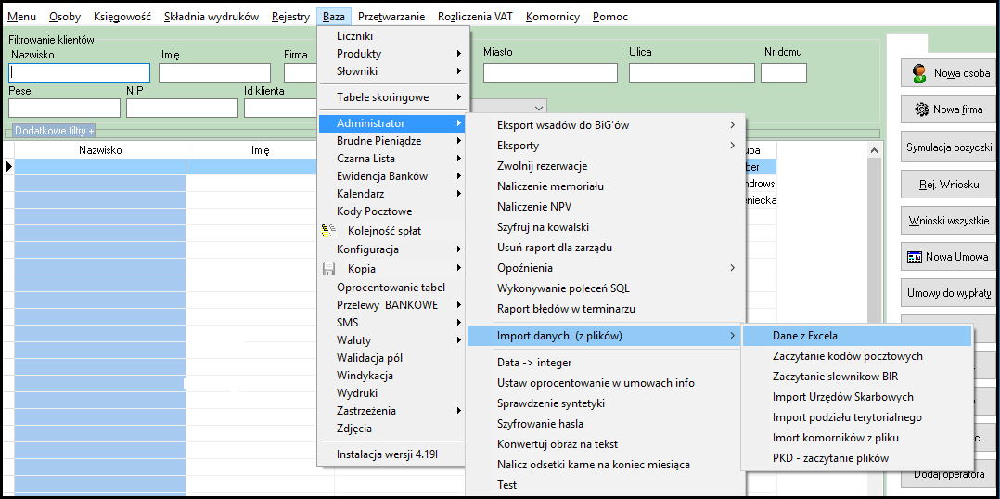 Menu Osoby Księgowość Składnia wydruków Rejestry Baza Przetwarzanie Rozliczenia VAT Komornicy Pomoc
Filtrowanie klientów
Nazwisko Imię Firma Miasto Ulica Nr domu
Pesel NIP Id klienta
Dodatkowe filtry +
Nazwisko Imię upa
ber
ndrows
eniecka
Liczniki
Produkty
Słowniki
Tabele skoringowe
Administrator
Brudne Pieniądze
Czarna Lista
Ewidencja Banków
Kalendarz
Kody Pocztowe
Kolejność spłat
Konfiguracja
Kopia
Oprocentowanie tabel
Przelewy BANKOWE
SMS
Waluty
Walidacja pól
Windykacja
Wydruki
Zastrzeżenia
Zdjęcia
Instalacja wersji 4.19I
Eksport wsadów do BiG'ów
Eksporty
Zwolnij rezerwacje
Naliczenie memoriału
Naliczenie NPV
Szyfruj na kowalski
Usuń raport dla zarządu
Opoźnienia
Wykonywanie poleceń SQL
Raport błędów w terminarzu
Import danych (z plików)
Data -> integer
Ustaw oprocentowanie w umowach info
Sprawdzenie syntetyki
Szyfrowanie hasla
Konwertuj obraz na tekst
Nalicz odsetki karne na koniec miesiąca
Test
Dane z Excela
Zaczytanie kodów pocztowych
Zaczytanie slownikow BIR
Import Urzędów Skarbowych
Import podziału terytorialnego
Imort komorników z pliku
PKD - zaczytanie plików
Nowa osoba
Nowa firma
Symulacja pożyczki
Rej. Wniosku
Wnioski wszystkie
Nowa Umowa
Umowy do wypłaty
ci
Dodaj operatora